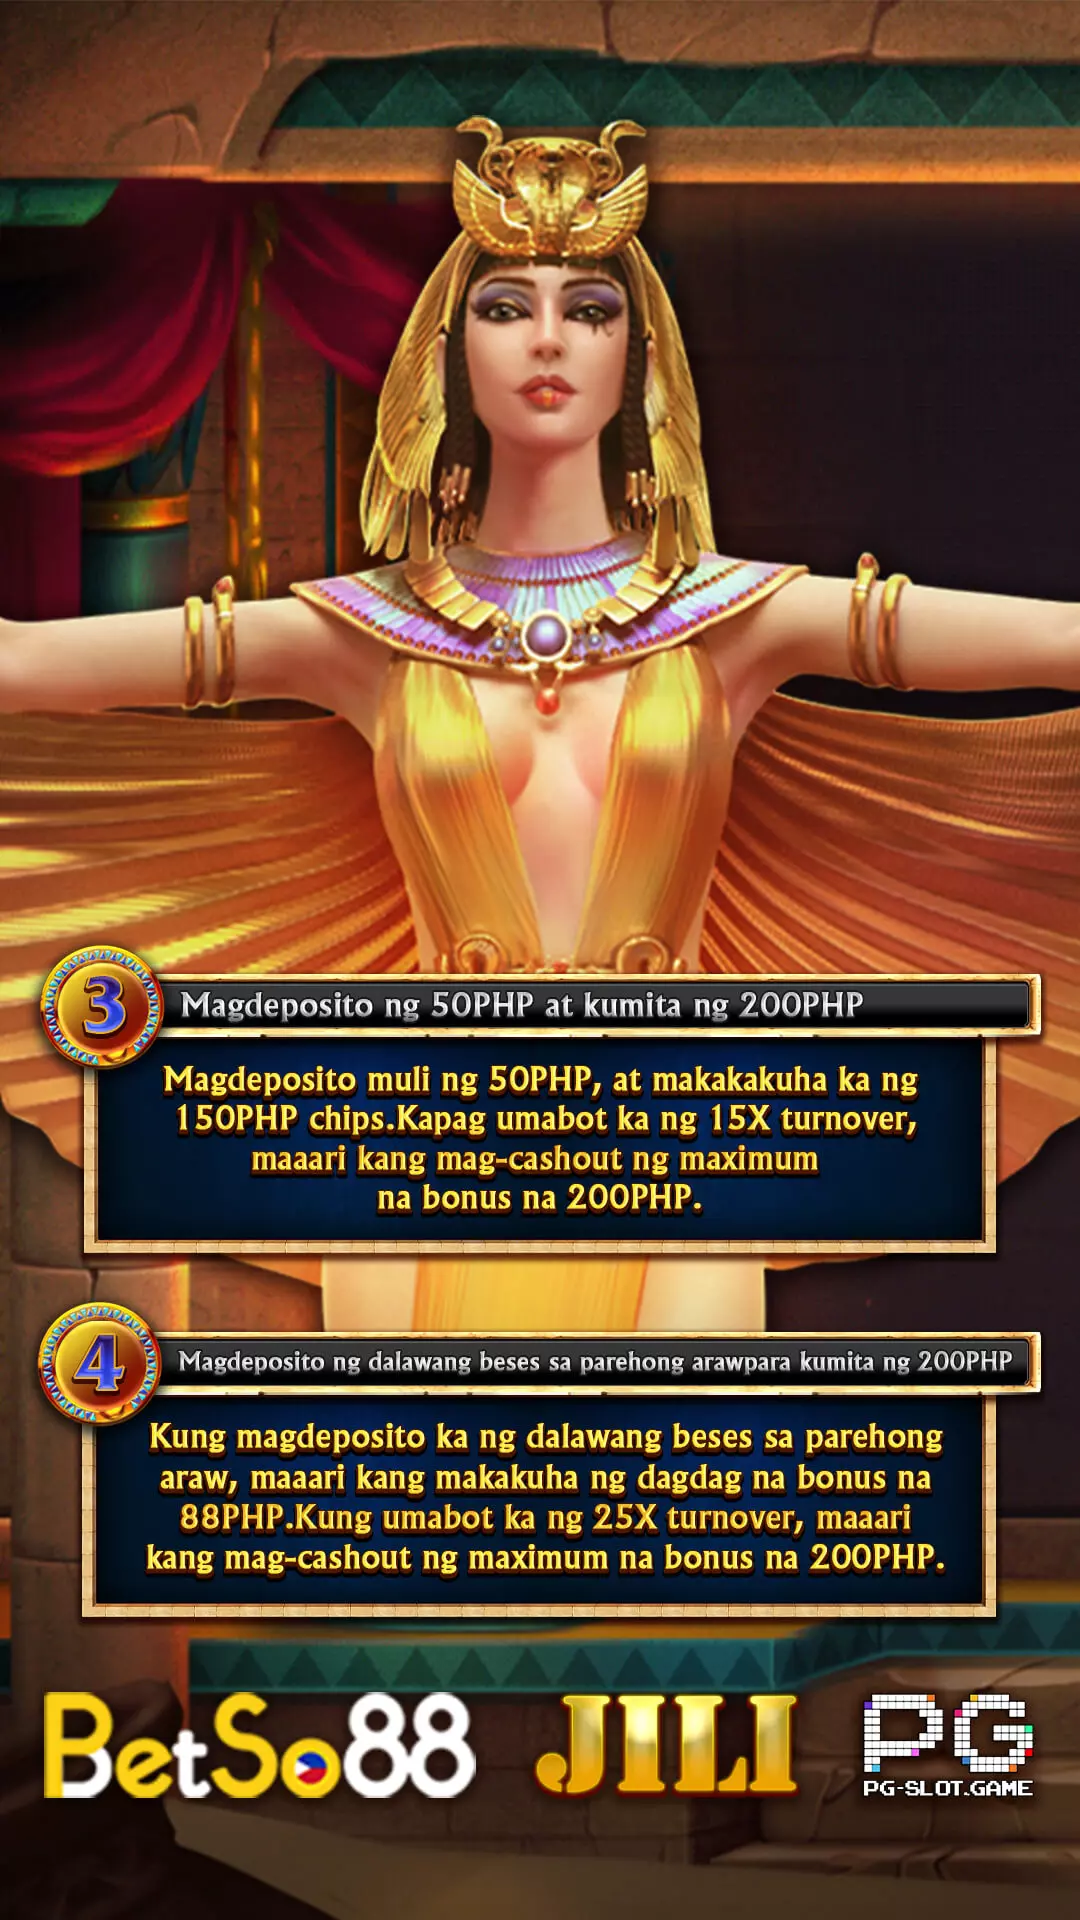 3
Magdeposito ng 50PHP at kumita ng 200PHP
Magdeposito muli ng 50PHP, at makakakuha ka ng
150PHP chips.Kapag umabot ka ng 15X turnover,
maaari kang mag-cashout ng maximum
na bonus na 200PHP.
4
Magdeposito ng dalawang beses sa parehong arawpara kumita ng 200PHP
Kung magdeposito ka ng dalawang beses sa parehong
araw, maaari kang makakuha ng dagdag na bonus na
88PHP.Kung umabot ka ng 25X turnover, maaari
kang mag-cashout ng maximum na bonus na 200PHP.
BetSo88
JILI
PG
PG-SLOT.GAME